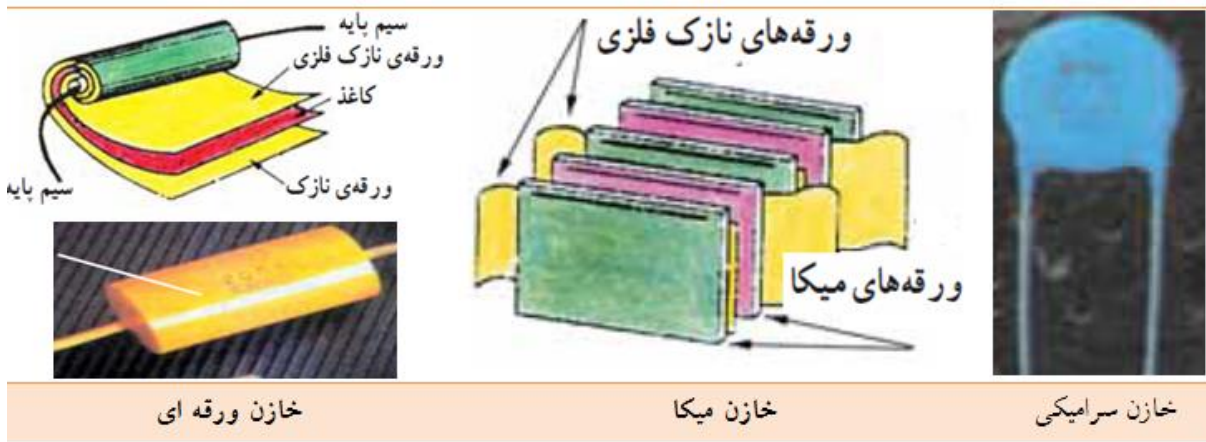 سیم پایه
ورقه‌ی نازک فلزی
کاغذ
ورقه‌ی نازک
سیم پایه
ورقه‌های نازک فلزی
ورقه‌های میکا
خازن سرامیکی
خازن میکا
خازن ورقه ای